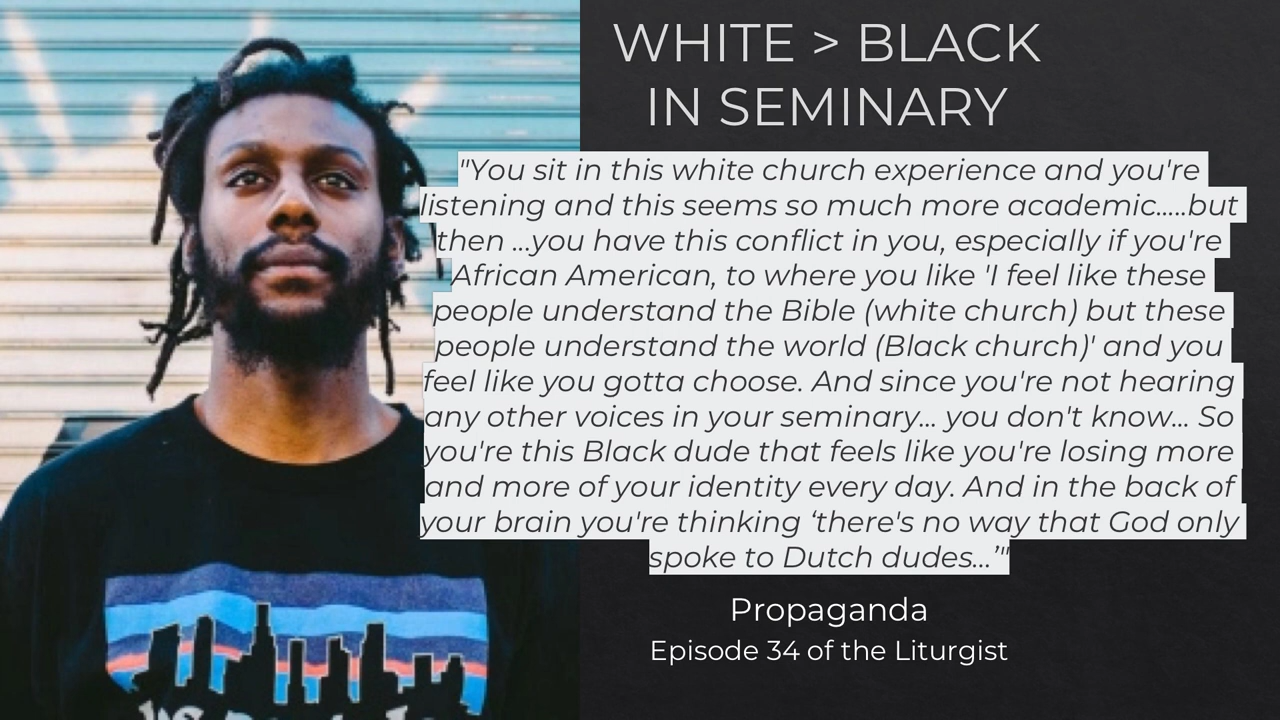 WHITE > BLACK
IN SEMINARY
"You sit in this white church experience and you're
listening and this seems so much more academic.....but
then ...you have this conflict in you, especially if you're
African American, to where you like 'I feel like these
people understand the Bible (white church) but these
people understand the world (Black church)' and you
feel like you gotta choose. And since you're not hearing
any other voices in your seminary... you don't know... So
you're this Black dude that feels like you're losing more
and more of your identity every day. And in the back of
your brain you're thinking ‘there's no way that God only
spoke to Dutch dudes...’"
Propaganda
Episode 34 of the Liturgist